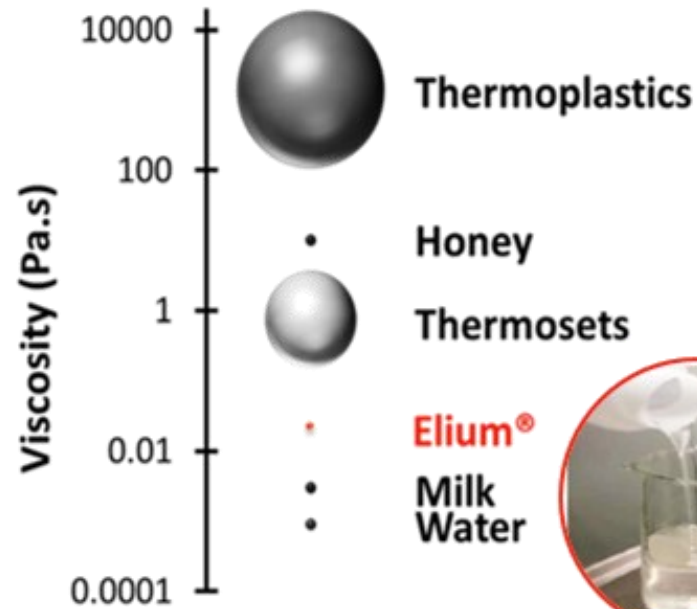 10000
Thermoplastics
100
Honey
1
Thermosets
Elium®
0.01
Milk
Water
0.0001
Viscosity (Pa.s)